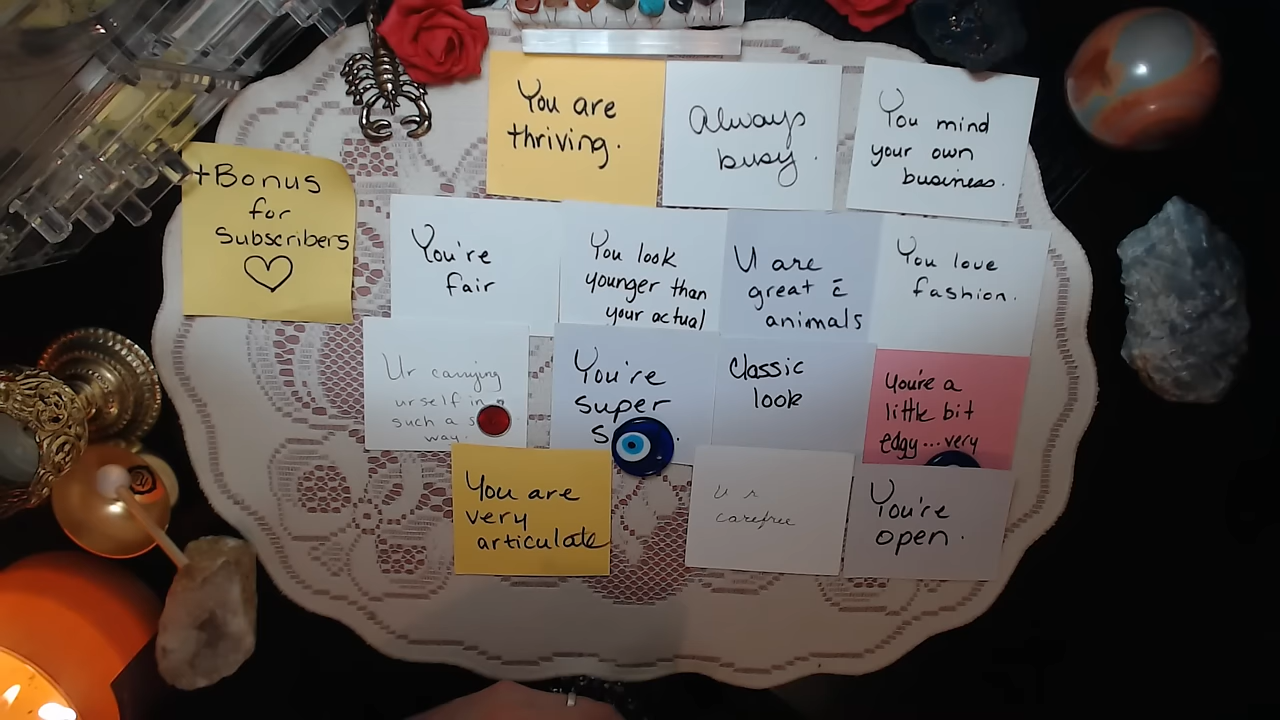 You are
thriving.
Always
busy.
You mind
your own
business.
+Bonus
for
Subscribers
You're
fair
You look
younger than
your actual
U are
great c̄
animals
You love
fashion.
Ur carrying
urself in a
such a
way.
You're
super
Classic
look
You're a
little bit
edgy...very
You are
very
articulate
U r
carefree
You're
open.